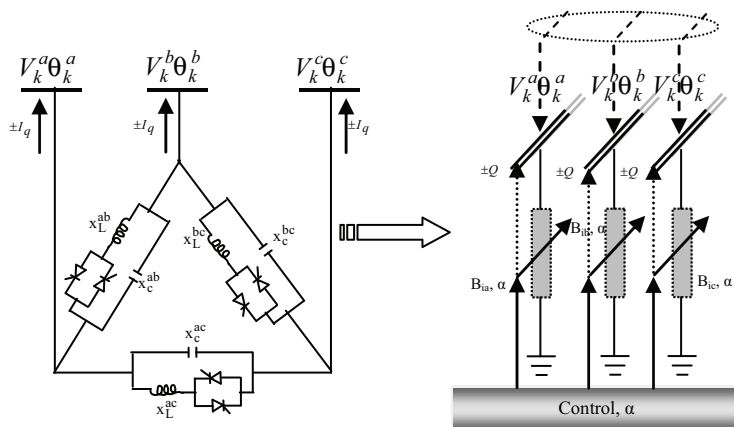 V_k^a θ_k^a
V_k^b θ_k^b
V_k^c θ_k^c
±I_q
±I_q
±I_q
x_L^ab
x_c^ab
x_L^bc
x_c^bc
x_c^ac
x_L^ac
V_k^a θ_k^a
V_k^b θ_k^b
V_k^c θ_k^c
±Q
±Q
±Q
B_ia, α
B_ib, α
B_ic, α
Control, α